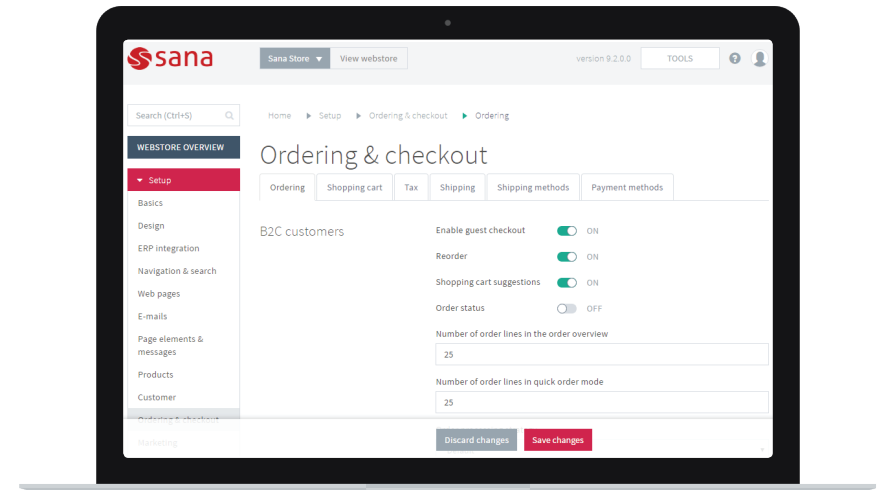 sana
Sana Store
View webstore
version 9.2.0.0
TOOLS
?
Search (Ctrl+S)
Home Setup Ordering & checkout Ordering
WEBSTORE OVERVIEW
Ordering & checkout
Setup
Ordering Shopping cart Tax Shipping Shipping methods Payment methods
Basics
Design
ERP integration
Navigation & search
Web pages
E-mails
Page elements &
messages
Products
Customer
Ordering & checkout
Marketing
B2C customers
Enable guest checkout ON
Reorder ON
Shopping cart suggestions ON
Order status OFF
Number of order lines in the order overview
25
Number of order lines in quick order mode
25
Discard changes Save changes